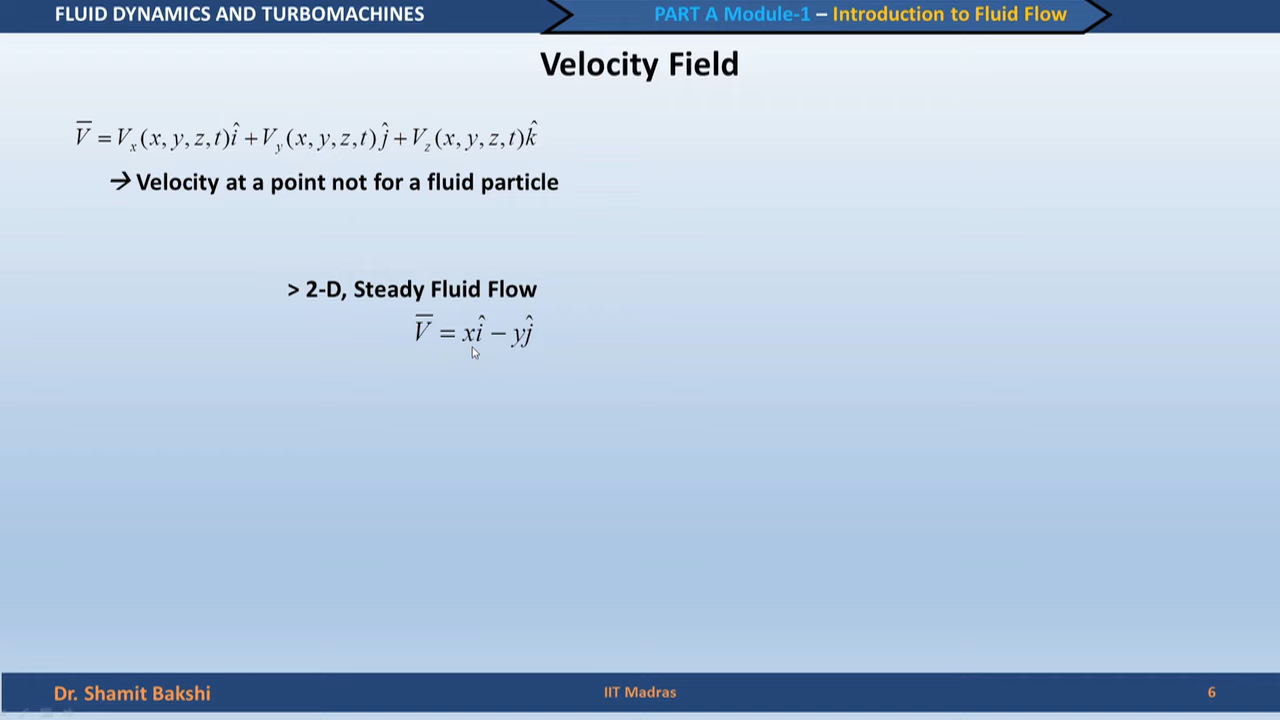 FLUID DYNAMICS AND TURBOMACHINES
PART A Module-1 – Introduction to Fluid Flow
Velocity Field
V̅ = Vₓ(x, y, z, t)î + V_y(x, y, z, t)ĵ + V_z(x, y, z, t)k̂
→ Velocity at a point not for a fluid particle
> 2-D, Steady Fluid Flow
V̅ = xî − yĵ
Dr. Shamit Bakshi
IIT Madras
6